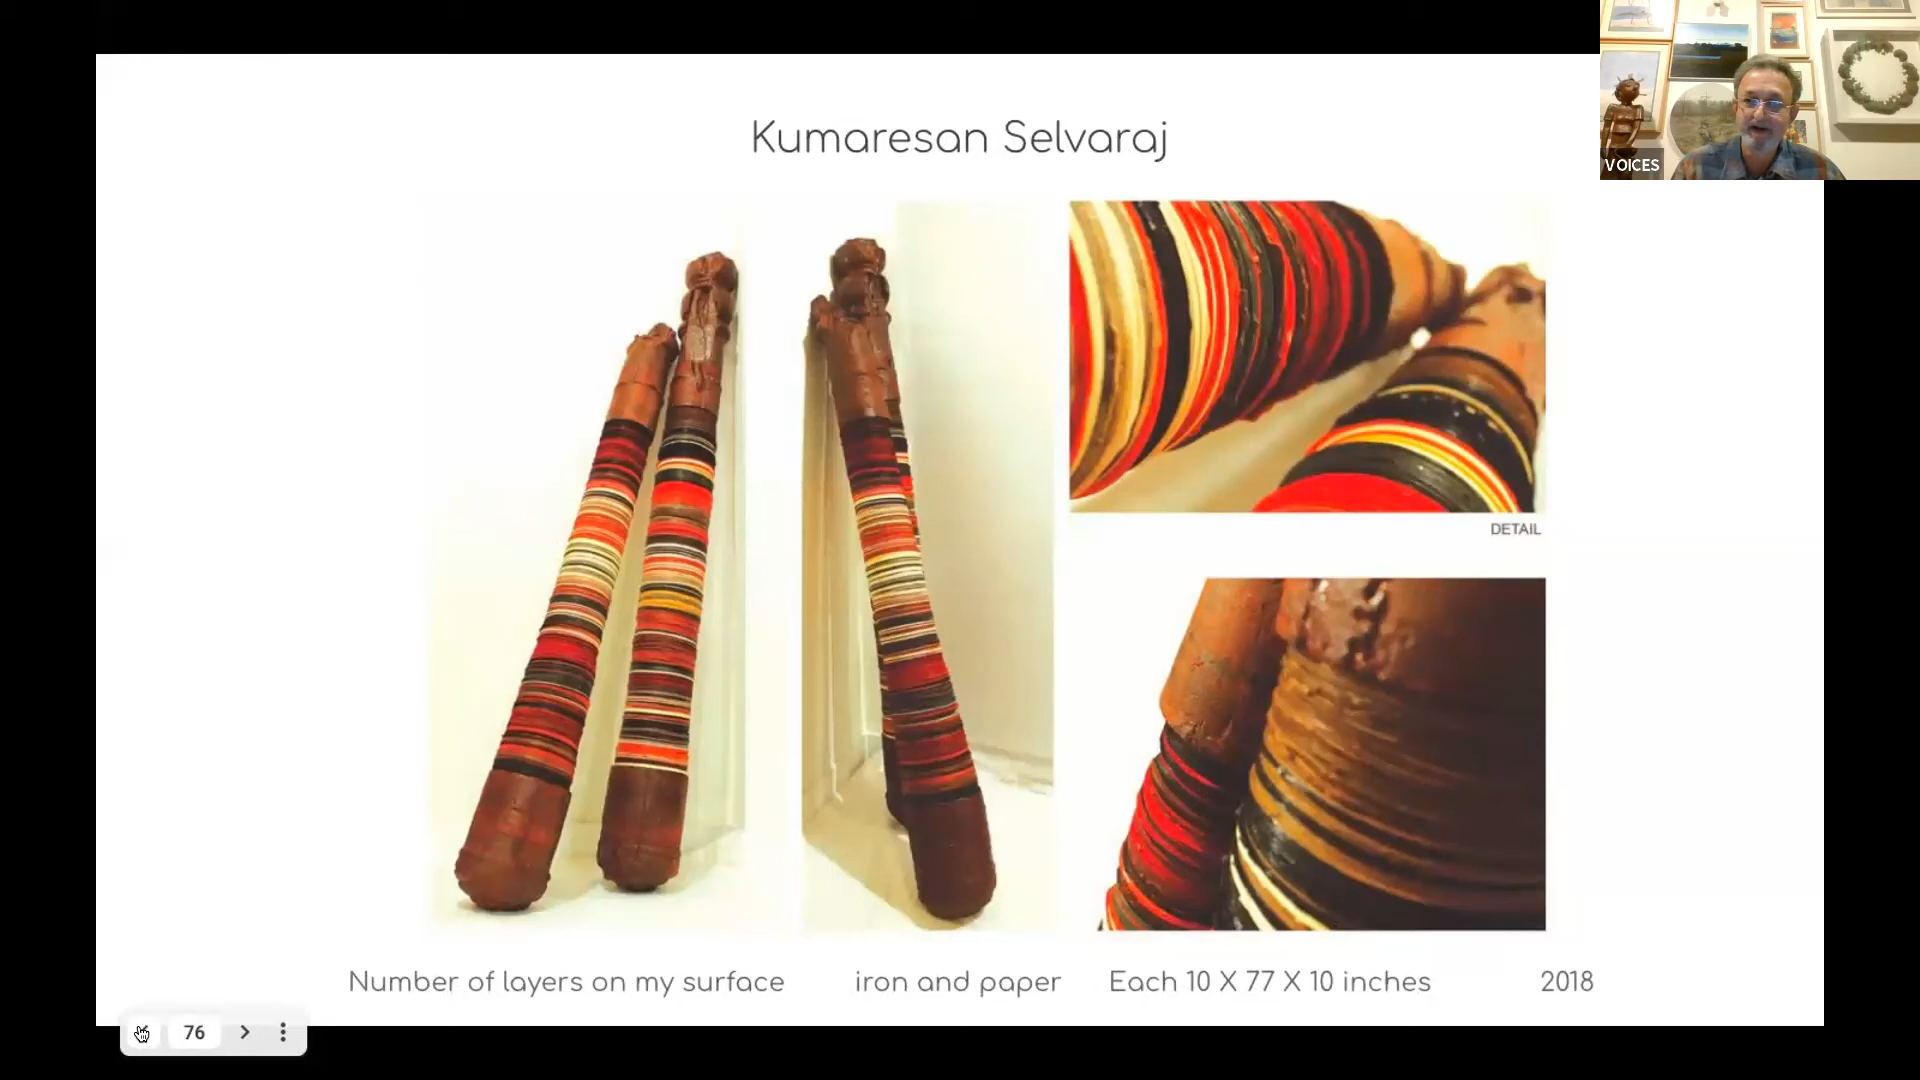 VOICES
Kumaresan Selvaraj
DETAIL
Number of layers on my surface iron and paper Each 10 X 77 X 10 inches 2018
76